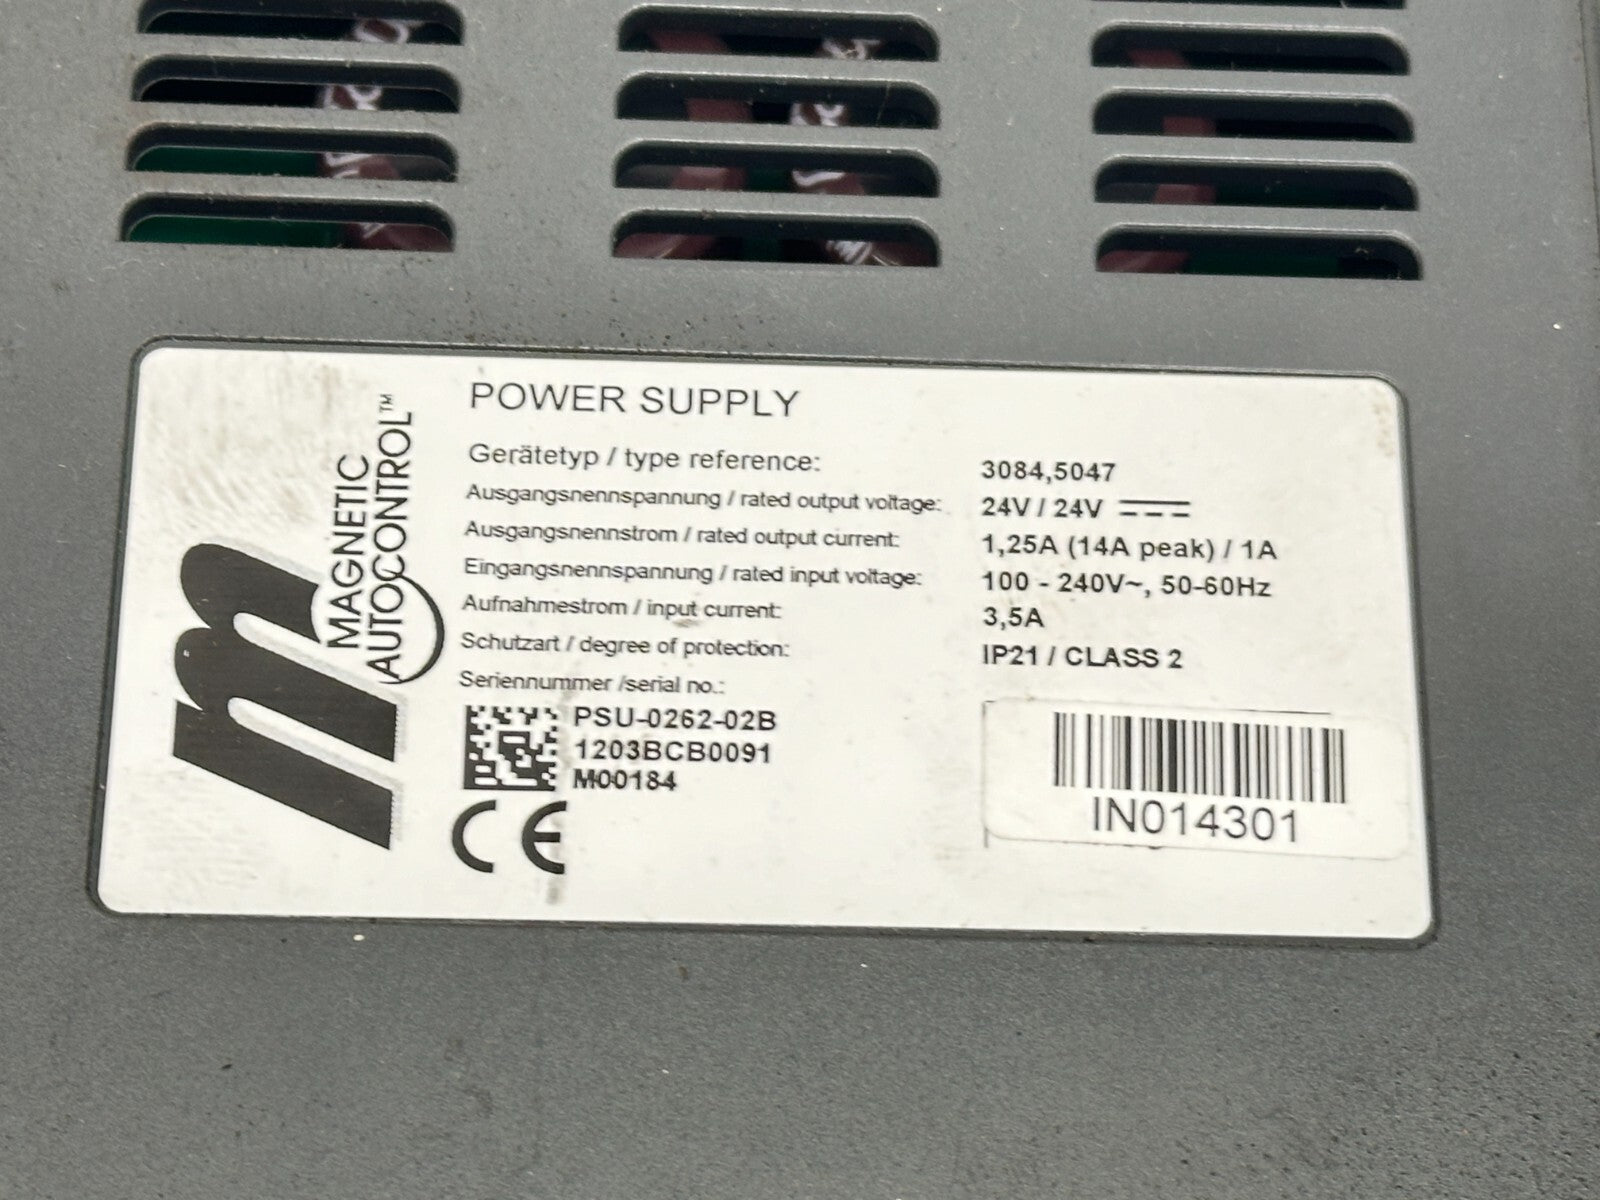 MAGNETIC
AUTOCONTROL™
POWER SUPPLY
Gerätetyp / type reference: 3084,5047
Ausgangsnennspannung / rated output voltage: 24V / 24V
Ausgangsnennstrom / rated output current: 1,25A (14A peak) / 1A
Eingangsnennspannung / rated input voltage: 100 - 240V~, 50-60Hz
Aufnahmestrom / input current: 3,5A
Schutzart / degree of protection: IP21 / CLASS 2
Seriennummer /serial no.:
PSU-0262-02B
1203BCB0091
M00184
CE
IN014301